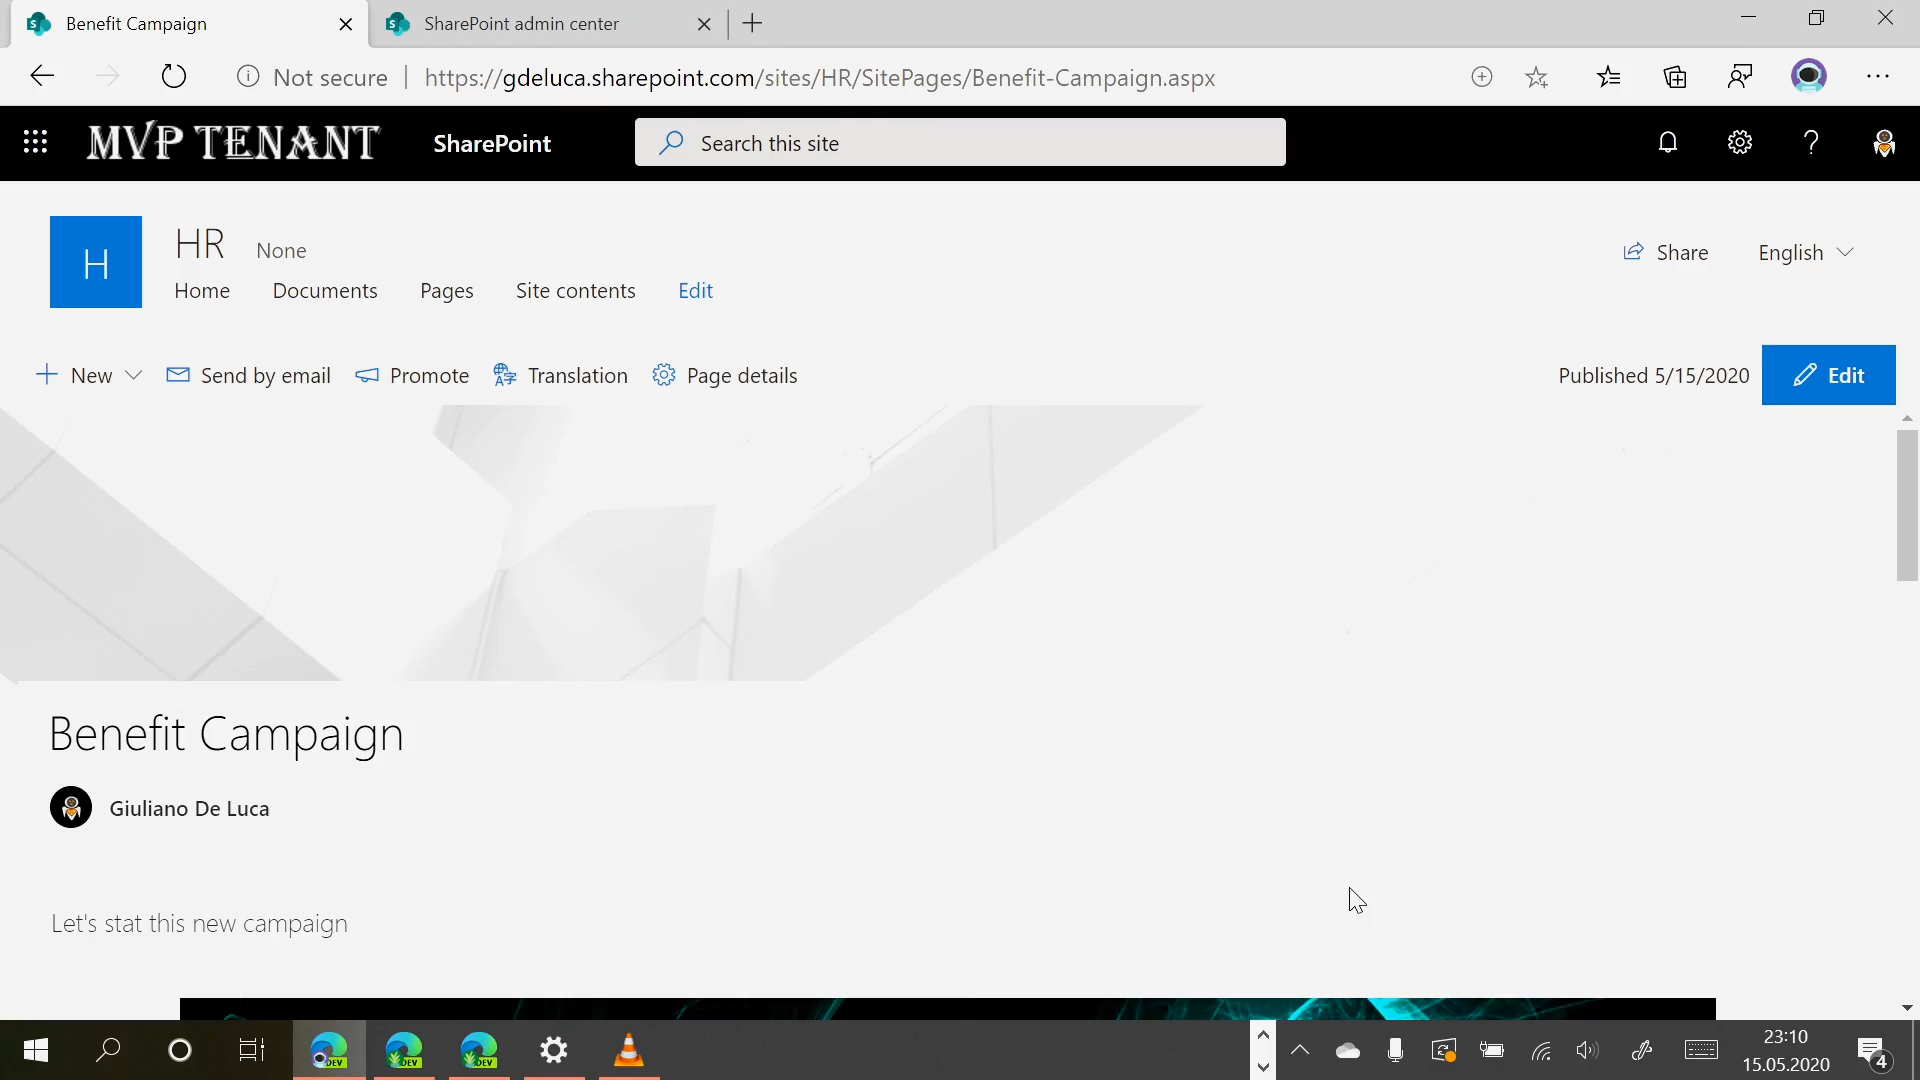 Benefit Campaign
SharePoint admin center
Not secure
https://gdeluca.sharepoint.com/sites/HR/SitePages/Benefit-Campaign.aspx
MVP TENANT
SharePoint
Search this site
H
HR
None
Share
English
Home
Documents
Pages
Site contents
Edit
New
Send by email
Promote
Translation
Page details
Published 5/15/2020
Edit
Benefit Campaign
Giuliano De Luca
Let's stat this new campaign
DEV
DEV
DEV
23:10
15.05.2020
4